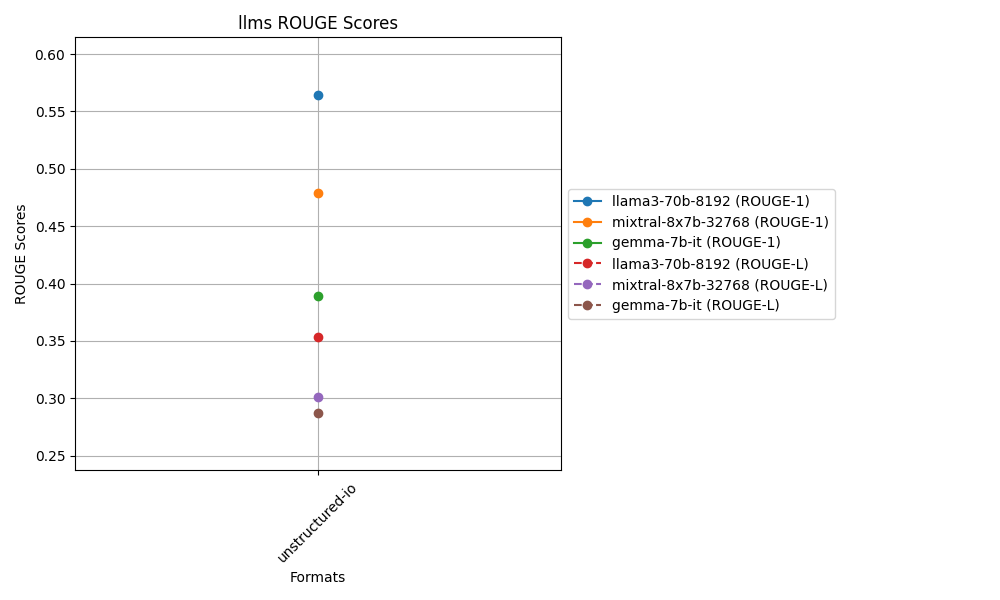 llms ROUGE Scores
ROUGE Scores
0.60
0.55
0.50
0.45
0.40
0.35
0.30
0.25
unstructured-io
Formats
llama3-70b-8192 (ROUGE-1)
mixtral-8x7b-32768 (ROUGE-1)
gemma-7b-it (ROUGE-1)
llama3-70b-8192 (ROUGE-L)
mixtral-8x7b-32768 (ROUGE-L)
gemma-7b-it (ROUGE-L)